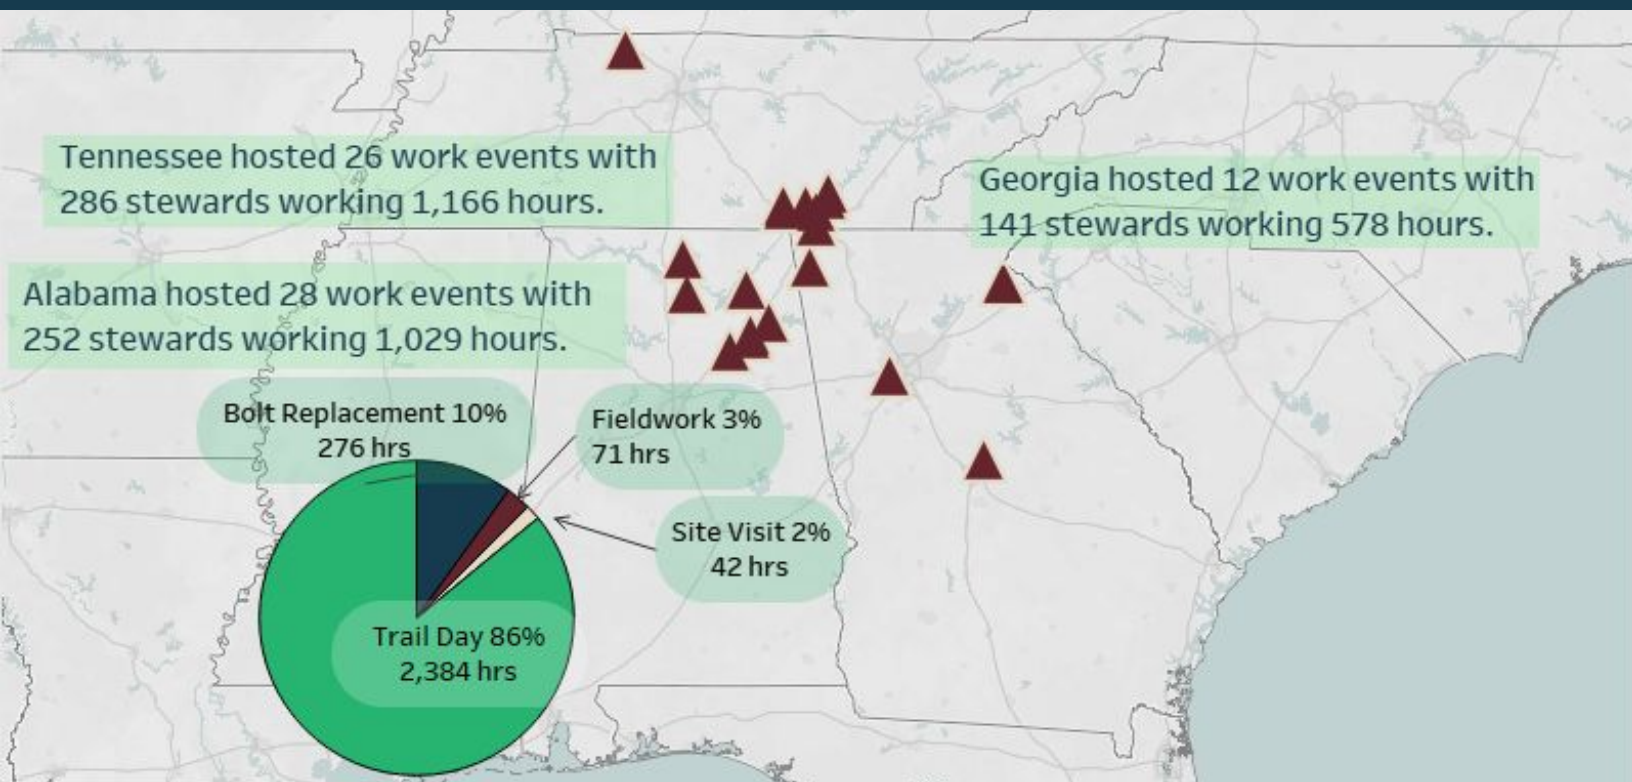 Tennessee hosted 26 work events with
286 stewards working 1,166 hours.
Georgia hosted 12 work events with
141 stewards working 578 hours.
Alabama hosted 28 work events with
252 stewards working 1,029 hours.
Bolt Replacement 10%
276 hrs
Fieldwork 3%
71 hrs
Site Visit 2%
42 hrs
Trail Day 86%
2,384 hrs